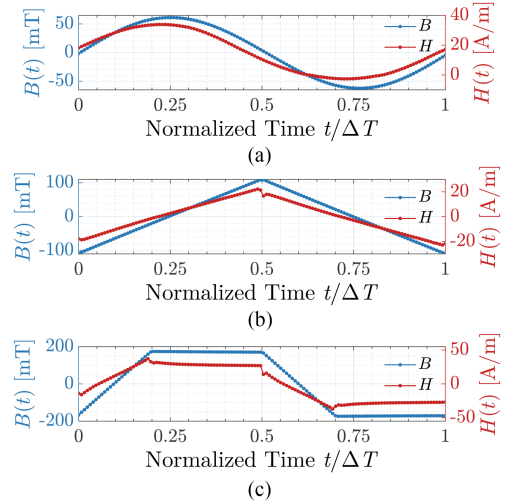 B(t) [mT]
50
0
-50
B
H
40
20
0
H(t) [A/m]
0 0.25 0.5 0.75 1
Normalized Time t/ΔT
(a)
B(t) [mT]
100
0
-100
B
H
20
0
-20
H(t) [A/m]
0 0.25 0.5 0.75 1
Normalized Time t/ΔT
(b)
B(t) [mT]
200
0
-200
B
H
50
0
-50
H(t) [A/m]
0 0.25 0.5 0.75 1
Normalized Time t/ΔT
(c)